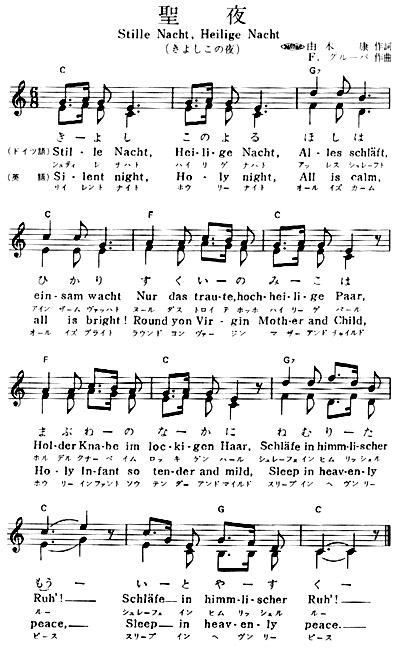 聖夜
Stille Nacht, Heilige Nacht
(きよしこの夜)
由木 康 作詞
F. グルーバ 作曲
C G7
6 8
きーよし このよる ほしは
(ドイツ語) Stil - le Nacht, Hei-li-ge Nacht, Al-les schläft,
シュティ レ ナハト ハイ リ ゲ ナハト アッ レス シュレーフト
(英 語) Si-lent night, Ho - ly night, All is calm,
サイ レント ナイト ホウ リー ナイト オール イズ カーム
C F C
ひかり すくいーの みーこは
ein-sam wacht Nur das trau-te, hoch-hei-li-ge Paar,
アイン ザーム ヴァッハト ヌール ダス トロイ テ ホッホ ハイ リー ゲ パール
all is bright! Round yon Vir - gin Moth-er and Child,
オール イズ ブライト ラウンド ヨン ヴァー ジン マ ザー アンド チャイルド
F C G7
まぶねーの なーかに ねむりーた
Hol-der Kna-be im loc-ki-gen Haar, Schlafe in himm-li-scher
ホル デル クナー ベ イム ロッ キ ゲン ハール シュレーフェ イン ヒム リッ シェル
Ho-ly In-fant so ten-der and mild, Sleep in heav-en-ly
ホウ リー インファント ソウ テン ダー アンド マイルド スリープ イン ヘ ヴン リー
C C G7 C
もうー いーとやーすく ー
Ruh'! Schlafe in himm-li-scher Ruh'!
ルー シュレーフェ イン ヒム リッ シェル ルー
peace, Sleep in heav-en-ly peace.
ピース スリープ イン ヘ ヴン リー ピース